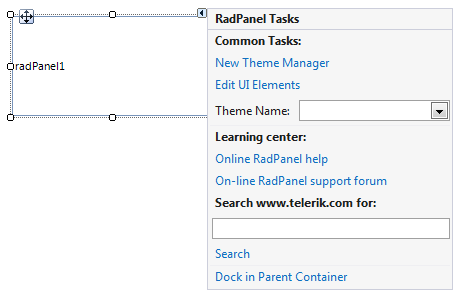 RadPanel Tasks
Common Tasks:
radPanel1
New Theme Manager
Edit UI Elements
Theme Name:
Learning center:
Online RadPanel help
On-line RadPanel support forum
Search www.telerik.com for:
Search
Dock in Parent Container